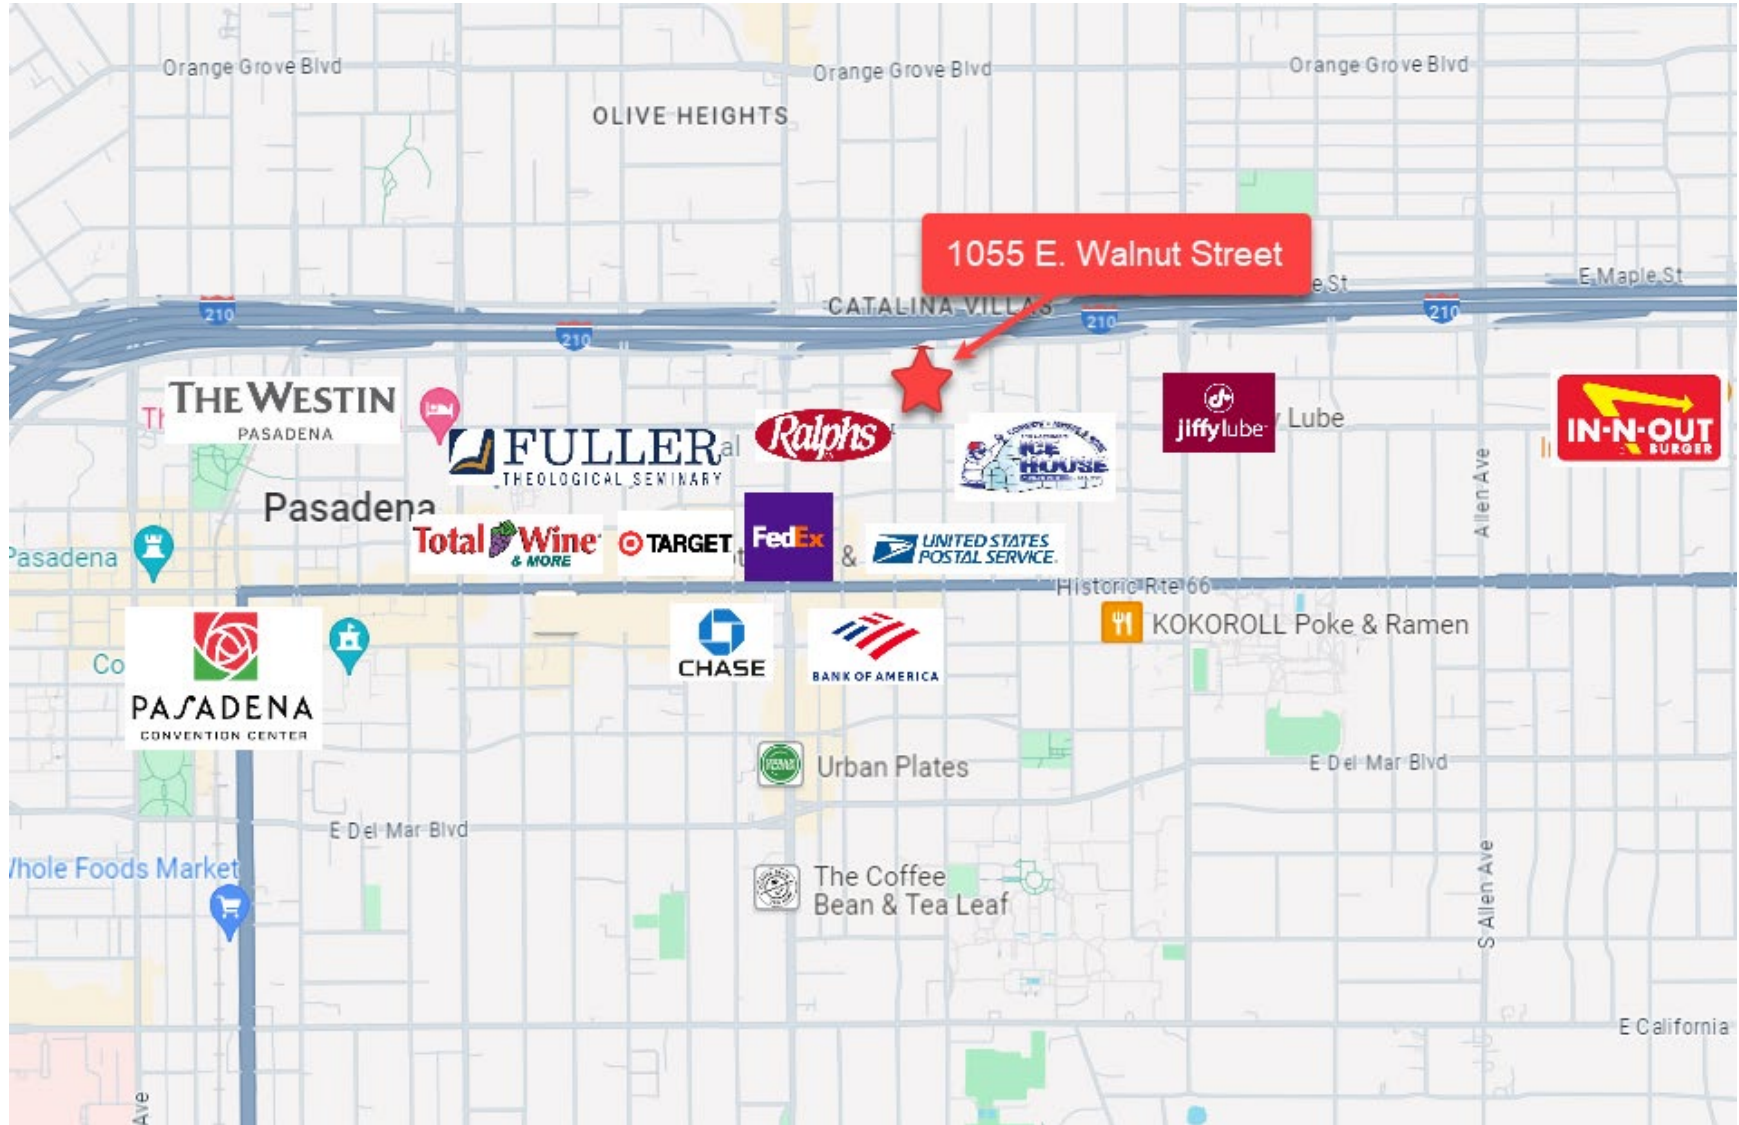 Orange Grove Blvd
Orange Grove Blvd
Orange Grove Blvd
OLIVE HEIGHTS
1055 E. Walnut Street
E Maple St
e St
CATALINA VILLAS
210
210
210
210
THE WESTIN
PASADENA
FULLER
THEOLOGICAL SEMINARY
al
Ralphs
ICE
HOUSE
jiffylube
Lube
IN-N-OUT
BURGER
Allen Ave
Pasadena
Total Wine
& MORE
TARGET
FedEx
&
UNITED STATES
POSTAL SERVICE
Pasadena
Historic Rte 66
KOKOROLL Poke & Ramen
CHASE
BANK OF AMERICA
Co
PASADENA
CONVENTION CENTER
Urban Plates
E Del Mar Blvd
E Del Mar Blvd
Whole Foods Market
The Coffee
Bean & Tea Leaf
S Allen Ave
E California
Ave